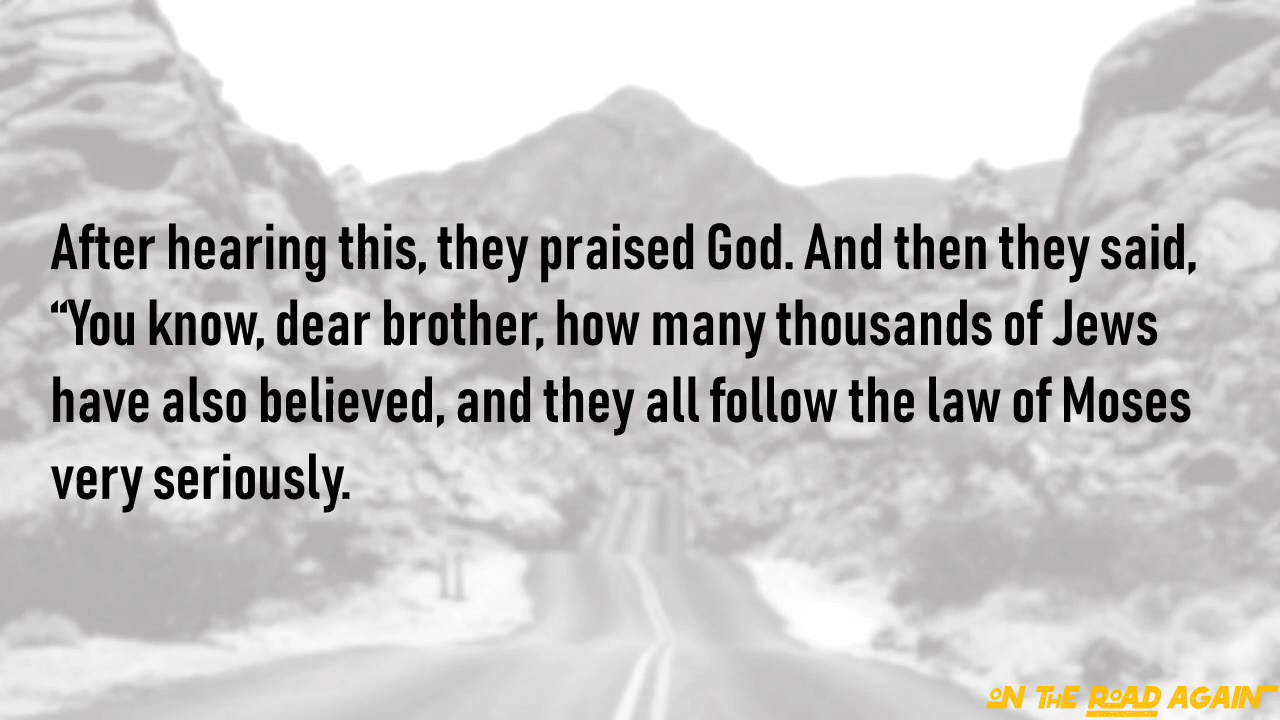 After hearing this, they praised God. And then they said,
“You know, dear brother, how many thousands of Jews
have also believed, and they all follow the law of Moses
very seriously.
ON THE ROAD AGAIN